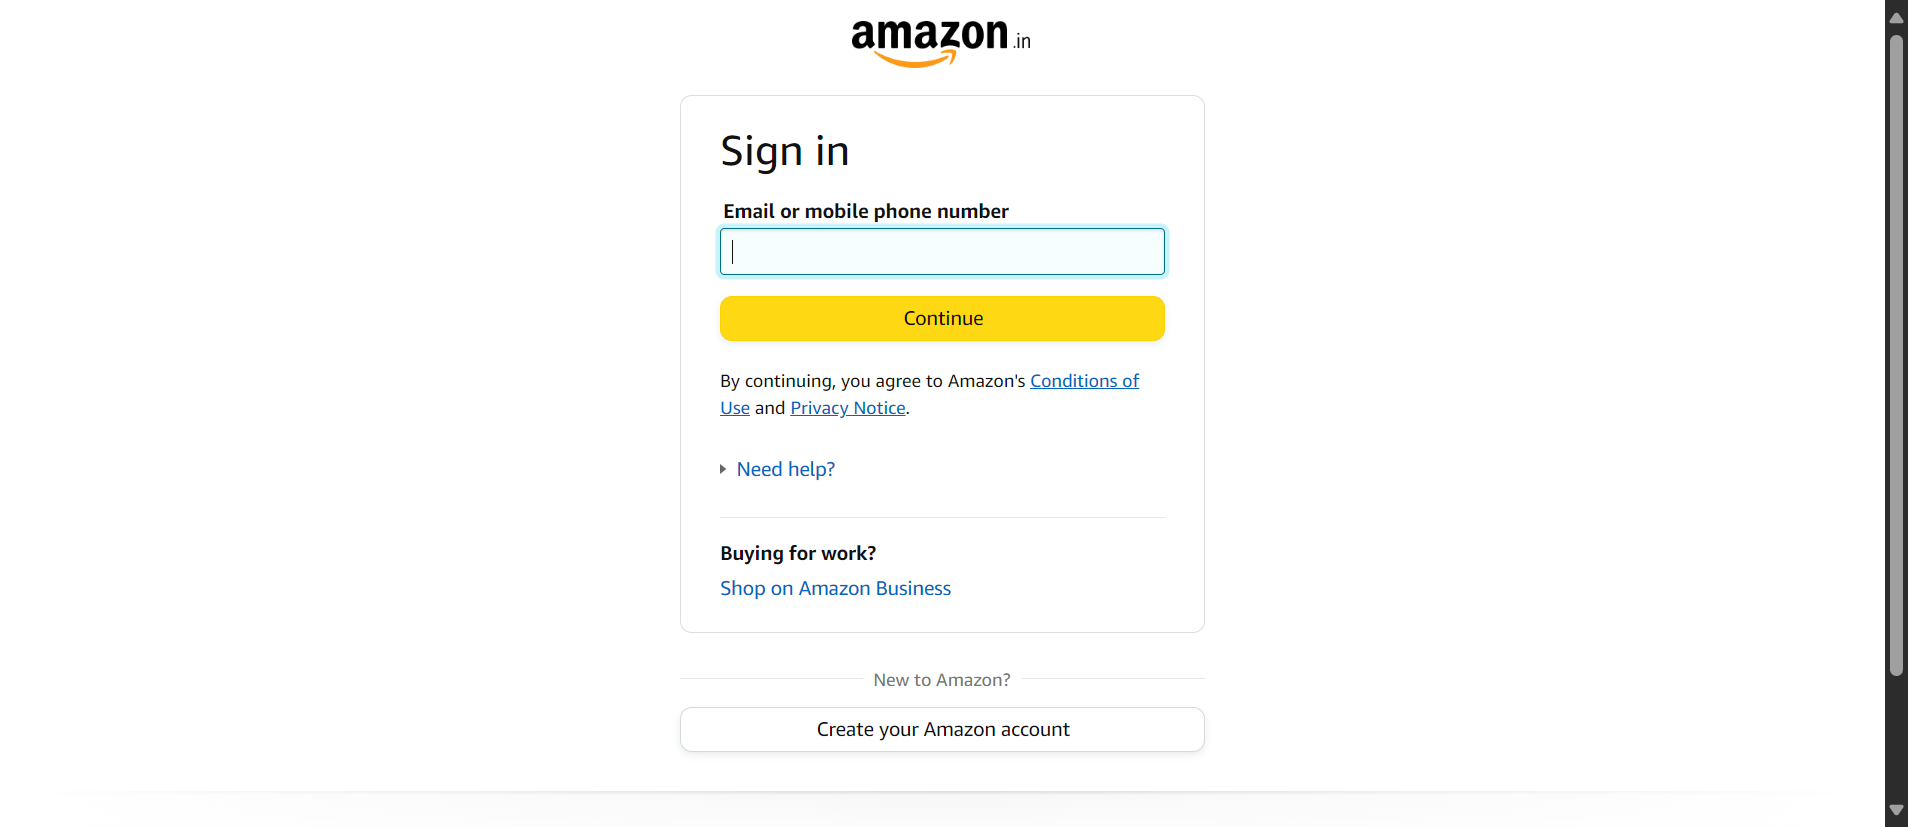 amazon.in
Sign in
Email or mobile phone number
Continue
By continuing, you agree to Amazon's Conditions of
Use and Privacy Notice.
Need help?
Buying for work?
Shop on Amazon Business
New to Amazon?
Create your Amazon account